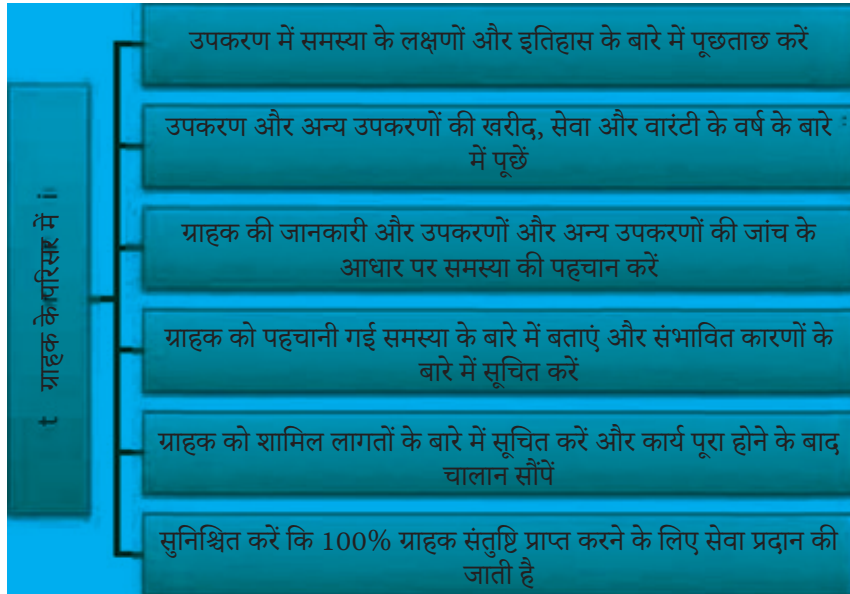 ग्राहक के परिसर में
उपकरण में समस्या के लक्षणों और इतिहास के बारे में पूछताछ करें
उपकरण और अन्य उपकरणों की खरीद, सेवा और वारंटी के वर्ष के बारे
में पूछें
ग्राहक की जानकारी और उपकरणों और अन्य उपकरणों की जांच के
आधार पर समस्या की पहचान करें
ग्राहक को पहचानी गई समस्या के बारे में बताएं और संभावित कारणों के
बारे में सूचित करें
ग्राहक को शामिल लागतों के बारे में सूचित करें और कार्य पूरा होने के बाद
चालान सौंपें
सुनिश्चित करें कि 100% ग्राहक संतुष्टि प्राप्त करने के लिए सेवा प्रदान की
जाती है